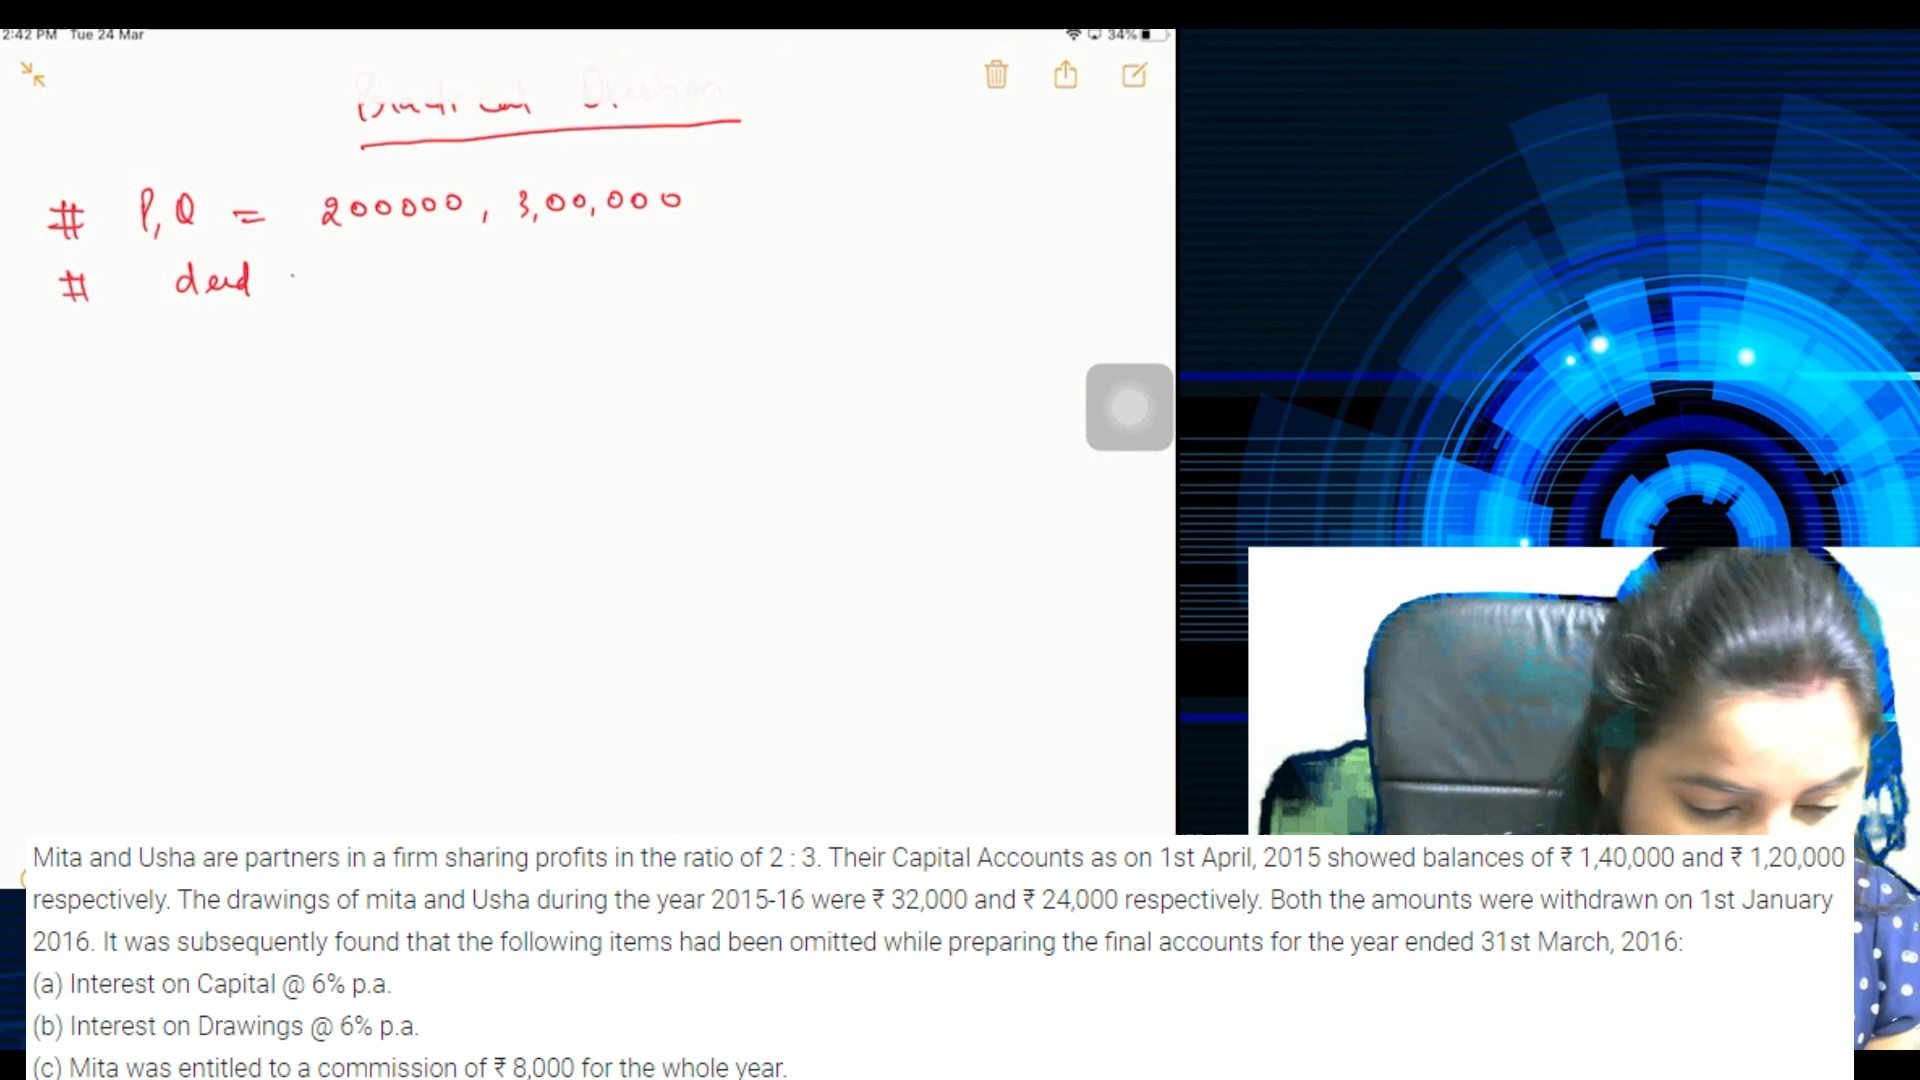 2:42 PM Tue 24 Mar
34%
# P, Q = 200000, 3,00,000
# deed
Mita and Usha are partners in a firm sharing profits in the ratio of 2 : 3. Their Capital Accounts as on 1st April, 2015 showed balances of ₹ 1,40,000 and ₹ 1,20,000
respectively. The drawings of mita and Usha during the year 2015-16 were ₹ 32,000 and ₹ 24,000 respectively. Both the amounts were withdrawn on 1st January
2016. It was subsequently found that the following items had been omitted while preparing the final accounts for the year ended 31st March, 2016:
(a) Interest on Capital @ 6% p.a.
(b) Interest on Drawings @ 6% p.a.
(c) Mita was entitled to a commission of ₹ 8,000 for the whole year.